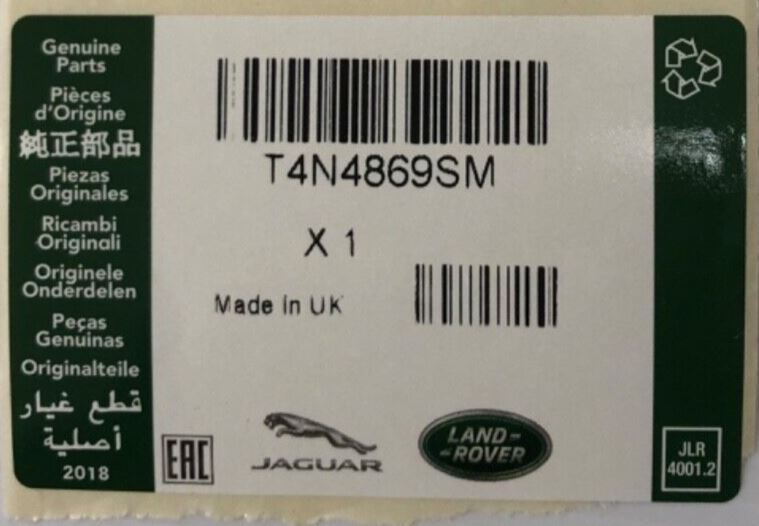 Genuine
Parts
Pièces
d'Origine
純正部品
Piezas
Originales
Ricambi
Originali
Originele
Onderdelen
Peças
Genuinas
Originalteile
قطع غيار
أصلية
2018
T4N4869SM
X 1
Made In UK
EAC
JAGUAR
LAND-
-ROVER
JLR
4001.2